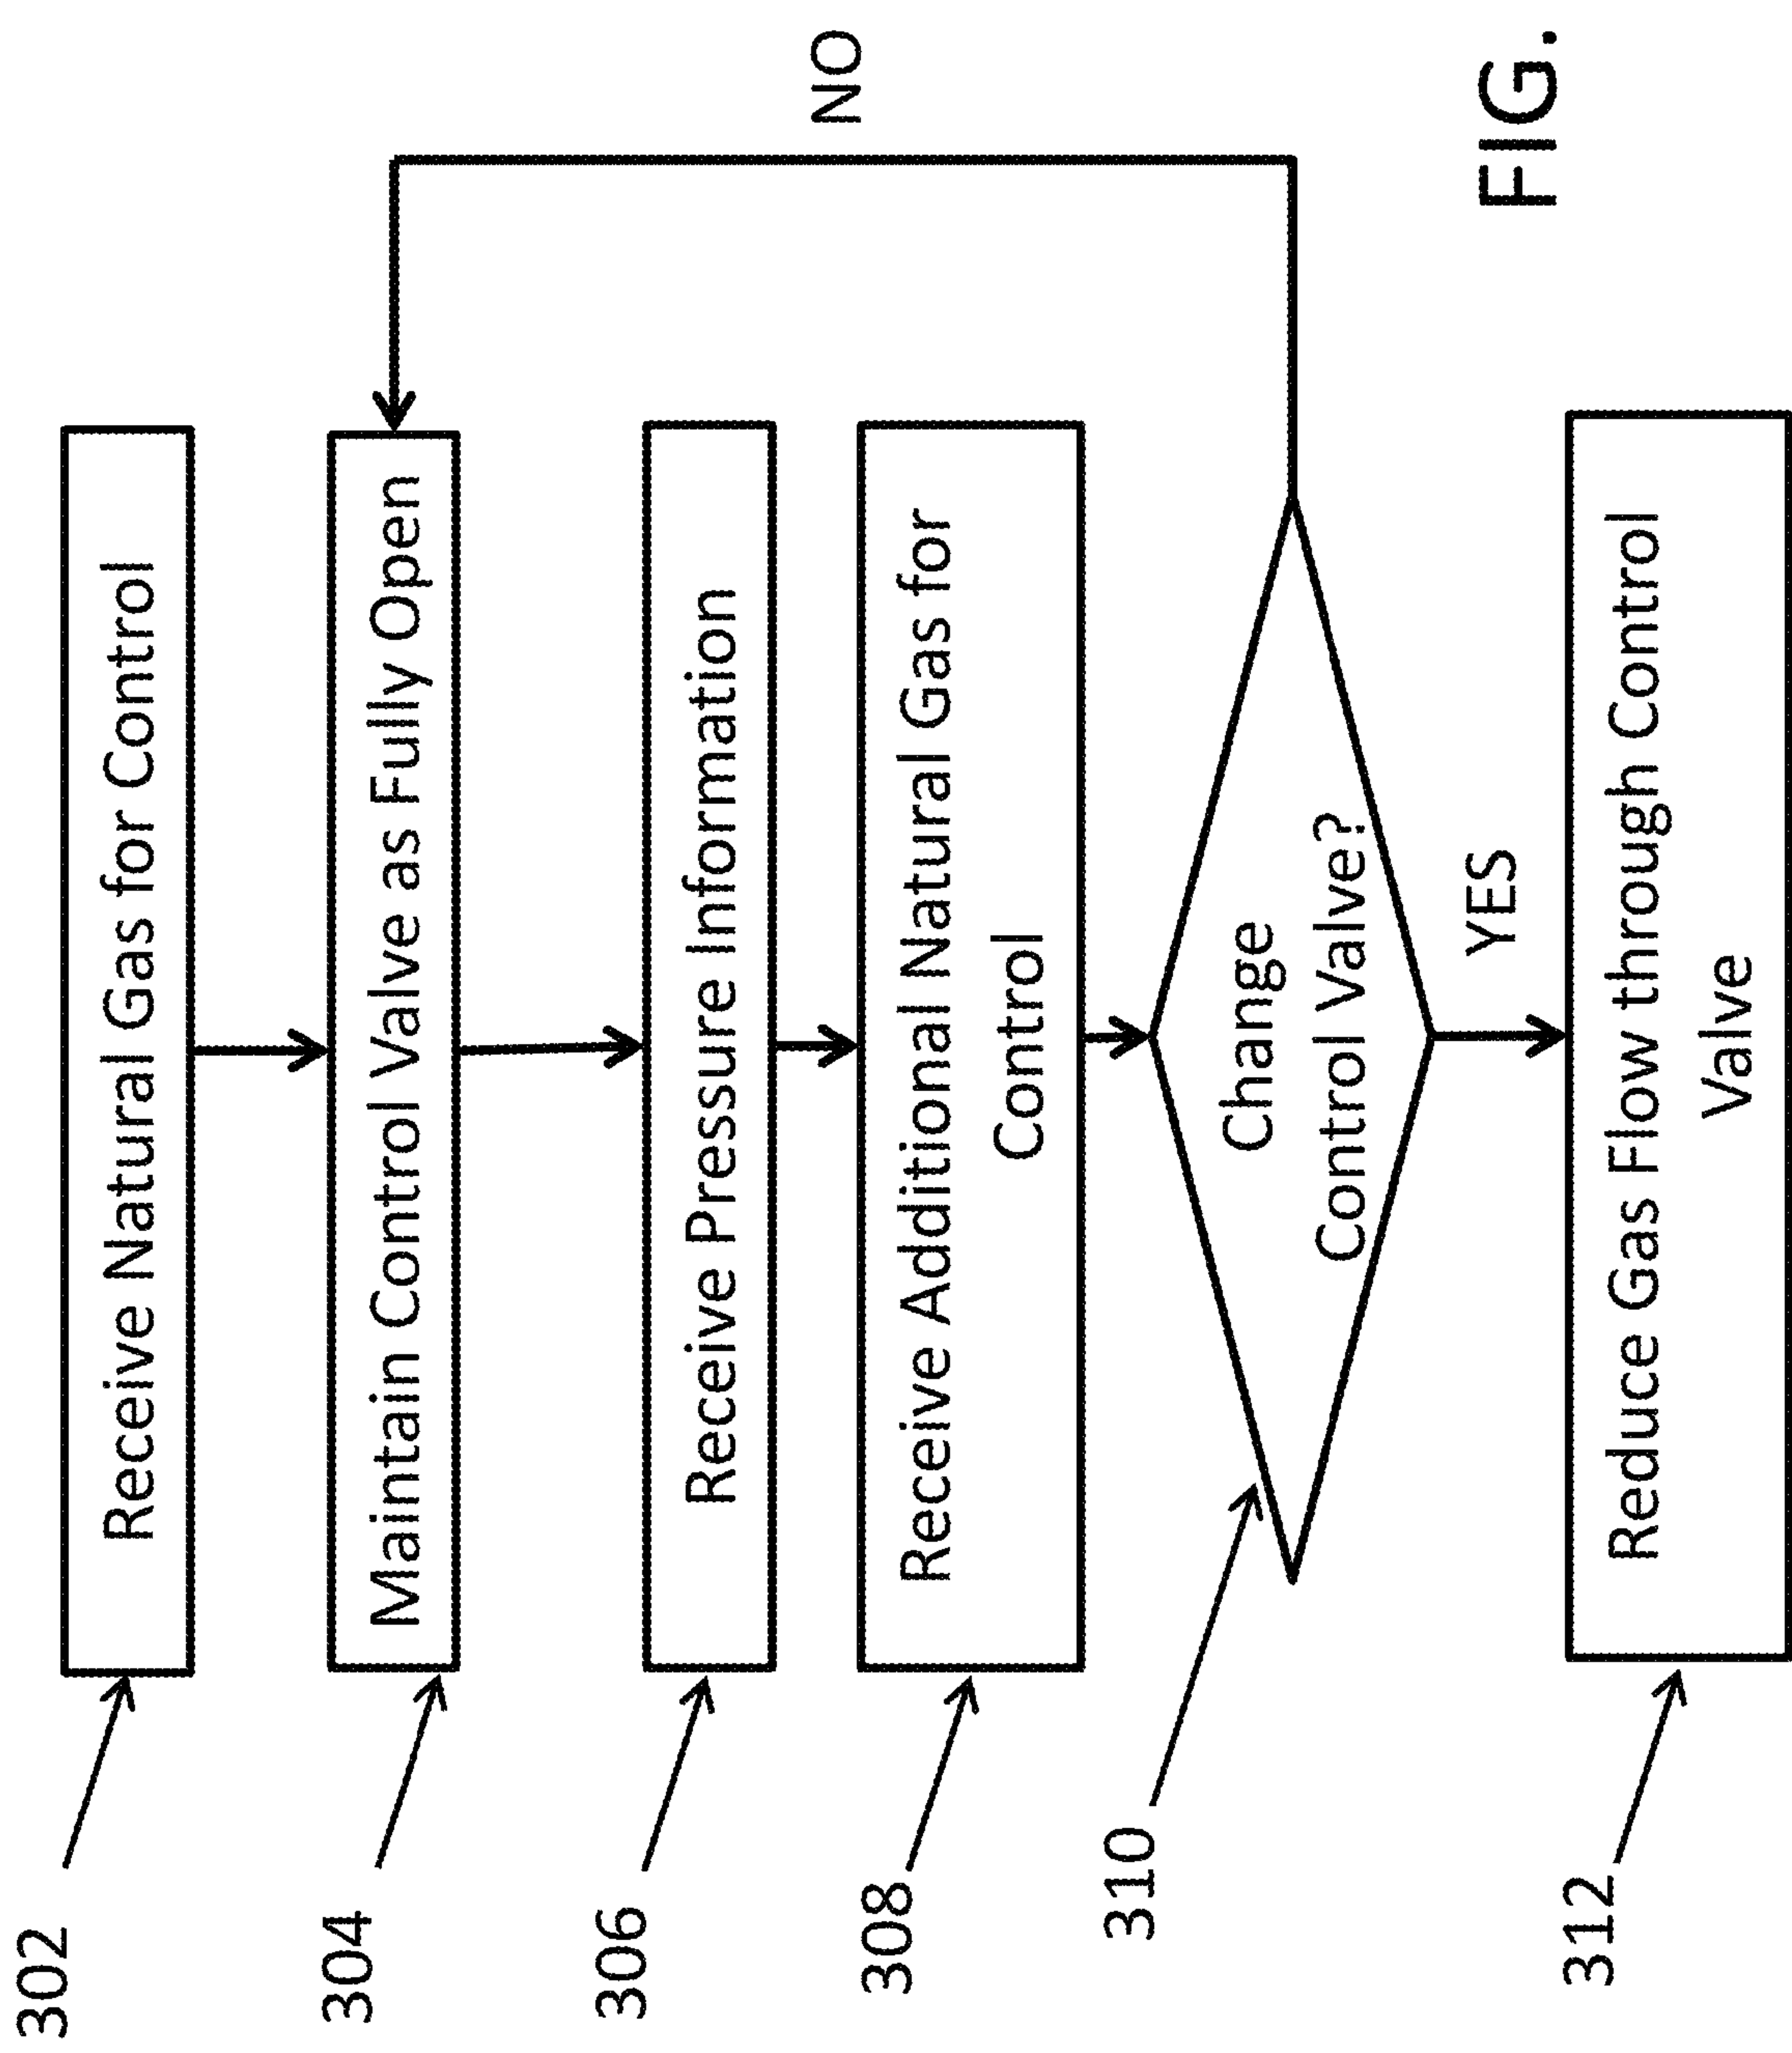 302
Receive Natural Gas for Control
304
Maintain Control Valve as Fully Open
306
Receive Pressure Information
308
Receive Additional Natural Gas for
Control
310
Change
Control Valve?
NO
YES
312
Reduce Gas Flow through Control
Valve
FIG.